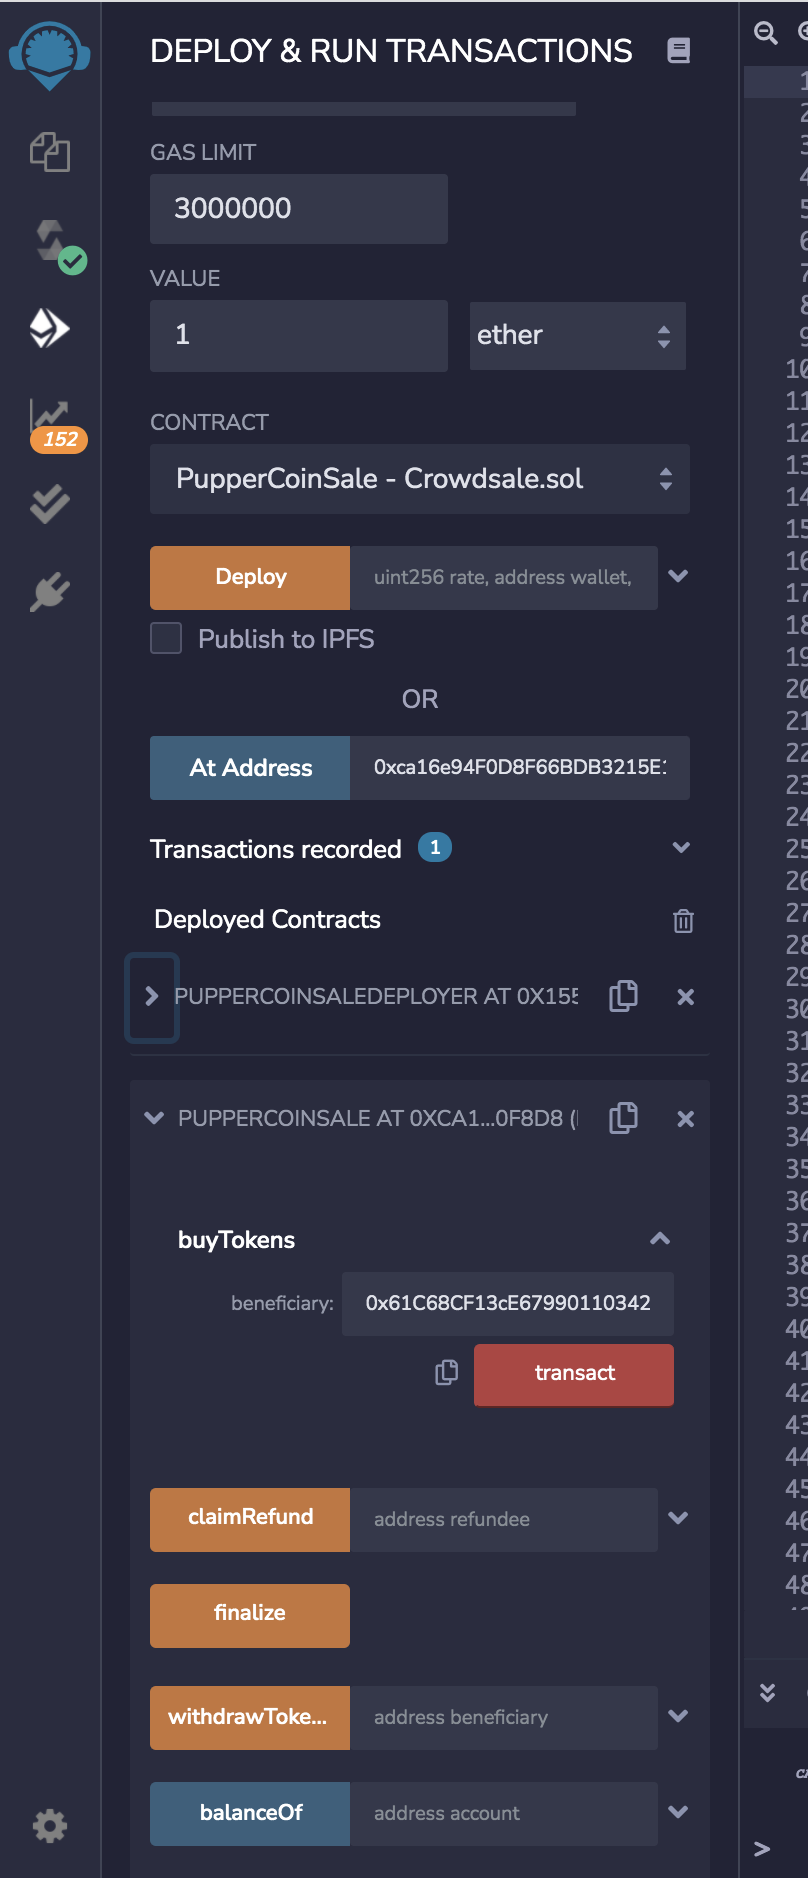 DEPLOY & RUN TRANSACTIONS
GAS LIMIT
3000000
VALUE
1
ether
152
CONTRACT
PupperCoinSale - Crowdsale.sol
Deploy
uint256 rate, address wallet,
Publish to IPFS
OR
At Address
0xca16e94F0D8F66BDB3215E1
Transactions recorded 1
Deployed Contracts
PUPPERCOINSALEDEPLOYER AT 0X155
PUPPERCOINSALE AT 0XCA1...0F8D8 (
buyTokens
beneficiary:
0x61C68CF13cE67990110342
transact
claimRefund
address refundee
finalize
withdrawToke...
address beneficiary
balanceOf
address account
1
2
3
4
5
6
7
8
9
10
11
12
13
14
15
16
17
18
19
20
21
22
23
24
25
26
27
28
29
30
31
32
33
34
35
36
37
38
39
40
41
42
43
44
45
46
47
48
>